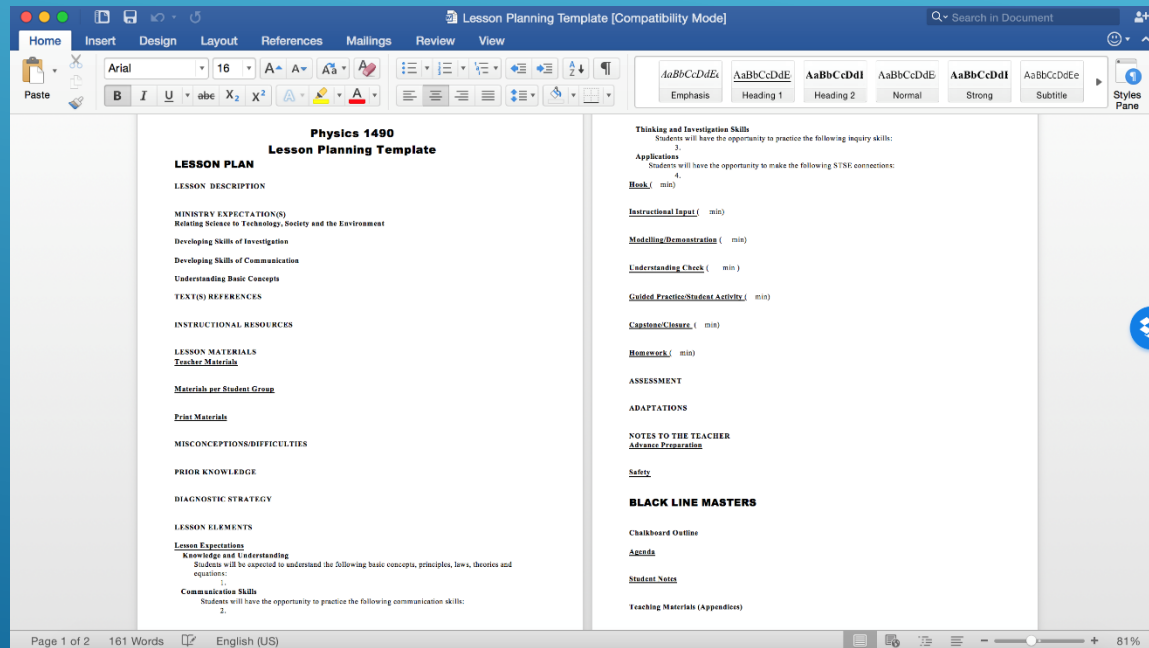 Lesson Planning Template [Compatibility Mode]
Search in Document
Home Insert Design Layout References Mailings Review View
Paste
Arial 16
B I U abc X2 X2 A A
AaBbCcDdEe AaBbCcDdE AaBbCcDdI AaBbCcDdE AaBbCcDdI AaBbCcDdEe
Emphasis Heading 1 Heading 2 Normal Strong Subtitle
Styles
Pane
Physics 1490
Lesson Planning Template
LESSON PLAN
LESSON DESCRIPTION
MINISTRY EXPECTATION(S)
Relating Science to Technology, Society and the Environment
Developing Skills of Investigation
Developing Skills of Communication
Understanding Basic Concepts
TEXT(S) REFERENCES
INSTRUCTIONAL RESOURCES
LESSON MATERIALS
Teacher Materials
Materials per Student Group
Print Materials
MISCONCEPTIONS/DIFFICULTIES
PRIOR KNOWLEDGE
DIAGNOSTIC STRATEGY
LESSON ELEMENTS
Lesson Expectations
Knowledge and Understanding
Students will be expected to understand the following basic concepts, principles, laws, theories and
equations:
1.
Communication Skills
Students will have the opportunity to practice the following communication skills:
2.
Thinking and Investigation Skills
Students will have the opportunity to practice the following inquiry skills:
3.
Applications
Students will have the opportunity to make the following STSE connections:
4.
Hook ( min)
Instructional Input ( min)
Modelling/Demonstration ( min)
Understanding Check ( min )
Guided Practice/Student Activity ( min)
Capstone/Closure ( min)
Homework ( min)
ASSESSMENT
ADAPTATIONS
NOTES TO THE TEACHER
Advance Preparation
Safety
BLACK LINE MASTERS
Chalkboard Outline
Agenda
Student Notes
Teaching Materials (Appendices)
Page 1 of 2 161 Words English (US) 81%